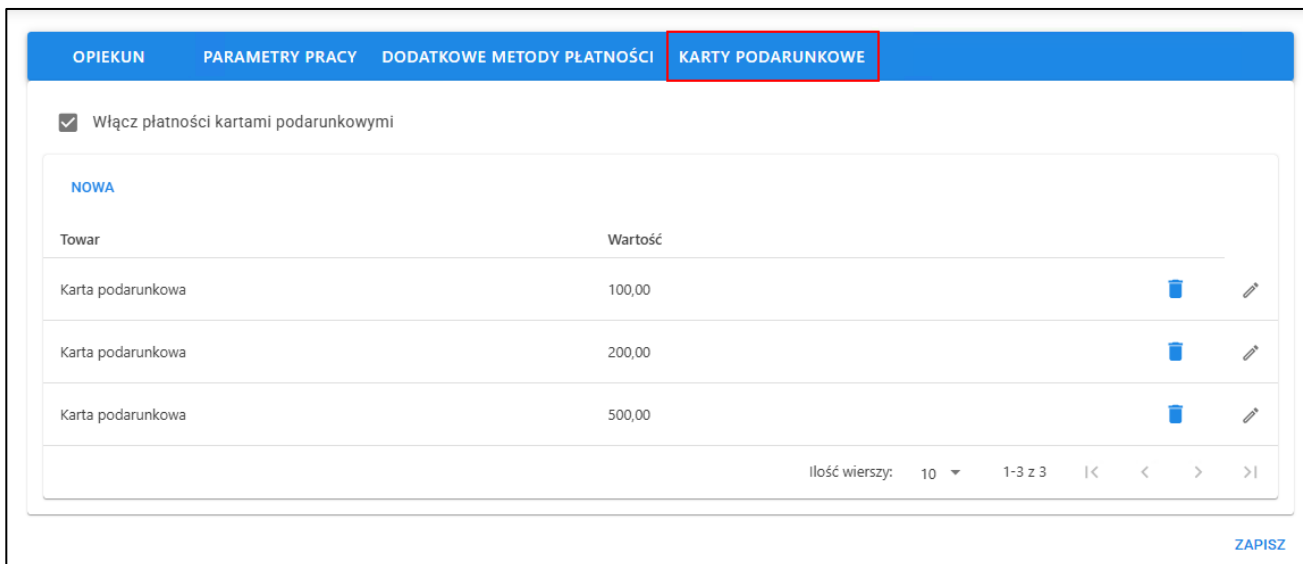 OPIEKUN PARAMETRY PRACY DODATKOWE METODY PŁATNOŚCI KARTY PODARUNKOWE
Włącz płatności kartami podarunkowymi
NOWA
Towar Wartość
Karta podarunkowa 100,00
Karta podarunkowa 200,00
Karta podarunkowa 500,00
Ilość wierszy: 10 1-3 z 3
ZAPISZ